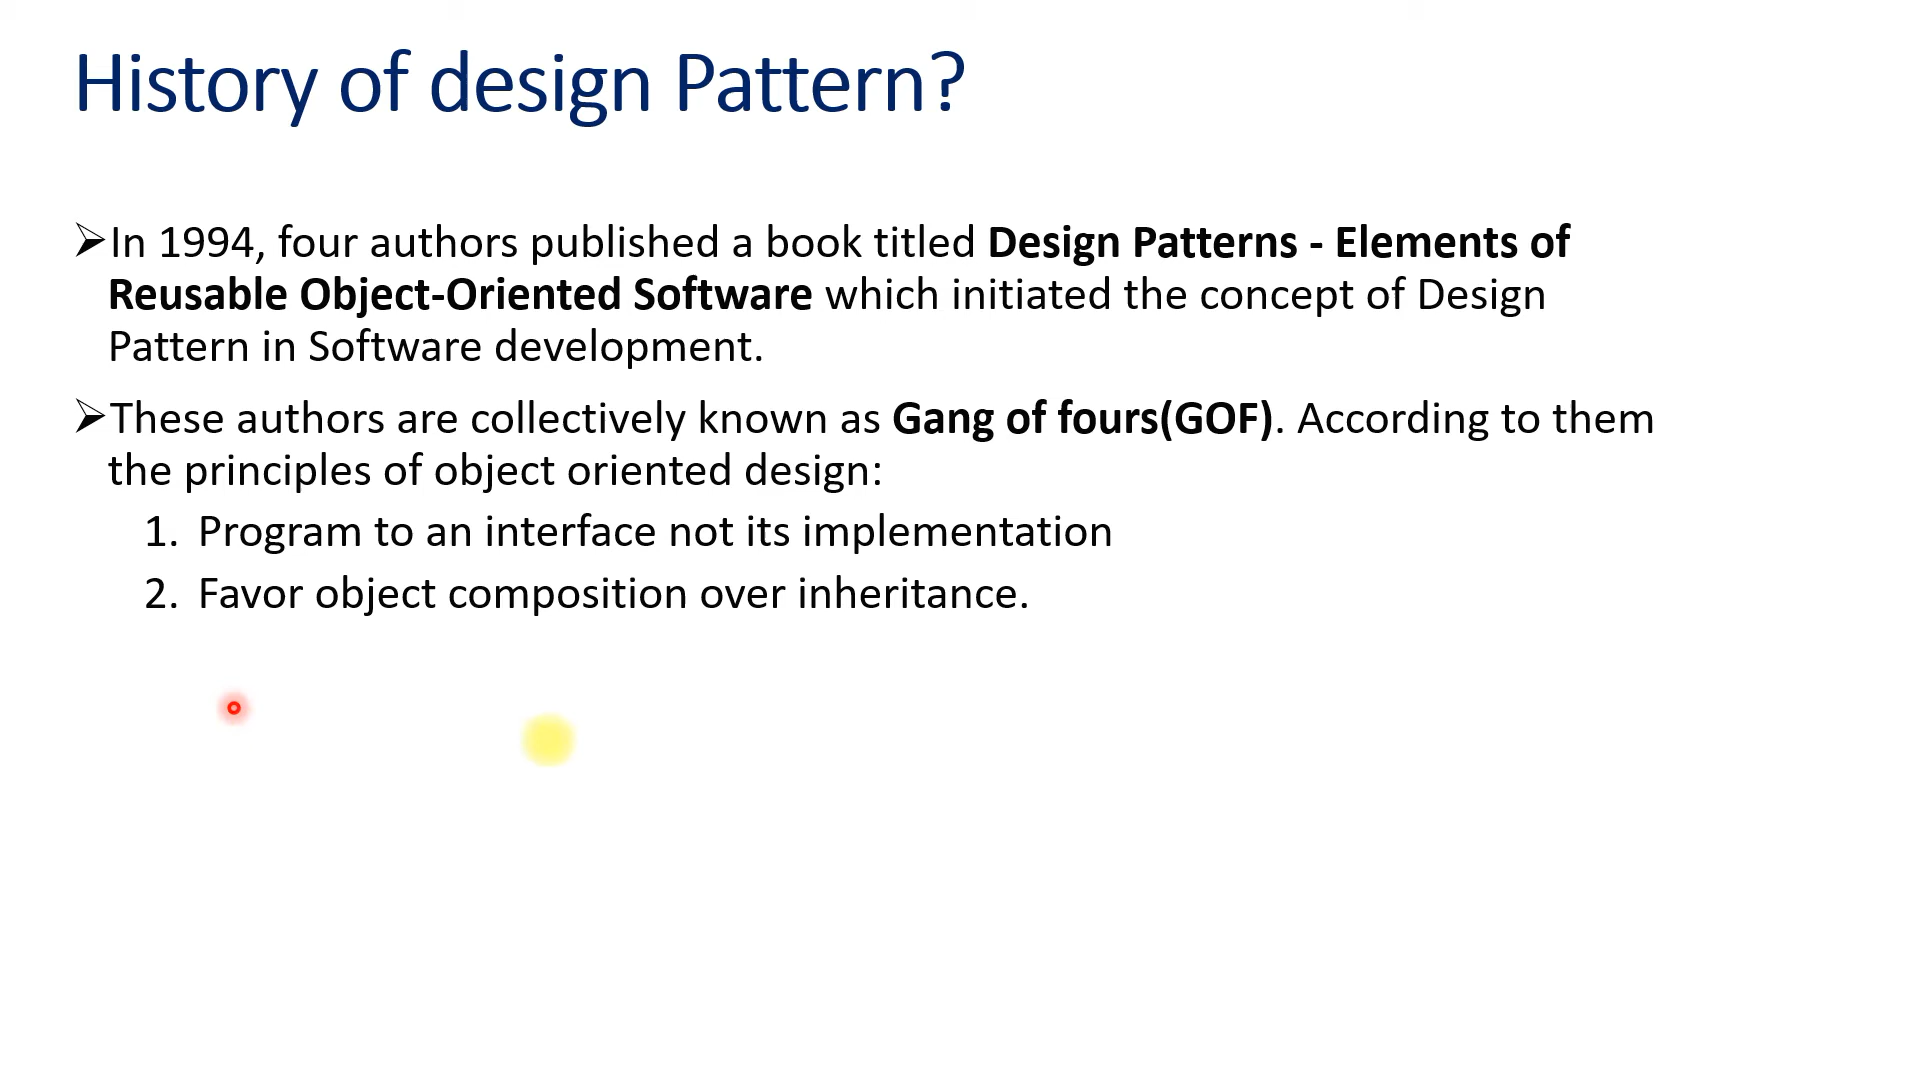 History of design Pattern?
➢In 1994, four authors published a book titled Design Patterns - Elements of
Reusable Object-Oriented Software which initiated the concept of Design
Pattern in Software development.
➢These authors are collectively known as Gang of fours(GOF). According to them
the principles of object oriented design:
1. Program to an interface not its implementation
2. Favor object composition over inheritance.